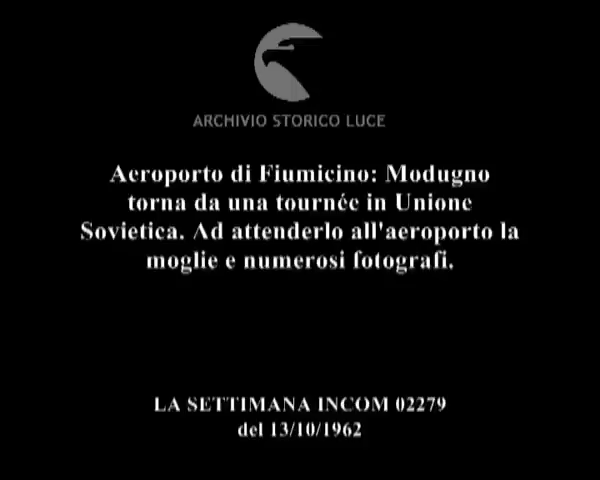 ARCHIVIO STORICO LUCE
Aeroporto di Fiumicino: Modugno
torna da una tournée in Unione
Sovietica. Ad attenderlo all'aeroporto la
moglie e numerosi fotografi.
LA SETTIMANA INCOM 02279
del 13/10/1962